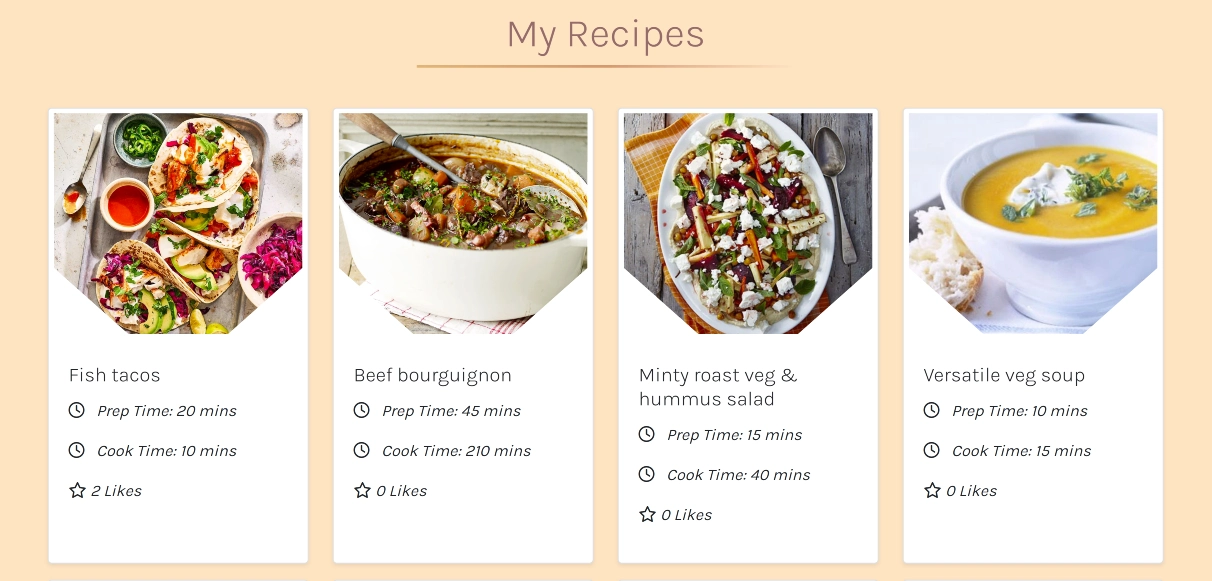 My Recipes
Fish tacos
Prep Time: 20 mins
Cook Time: 10 mins
2 Likes
Beef bourguignon
Prep Time: 45 mins
Cook Time: 210 mins
0 Likes
Minty roast veg &
hummus salad
Prep Time: 15 mins
Cook Time: 40 mins
0 Likes
Versatile veg soup
Prep Time: 10 mins
Cook Time: 15 mins
0 Likes